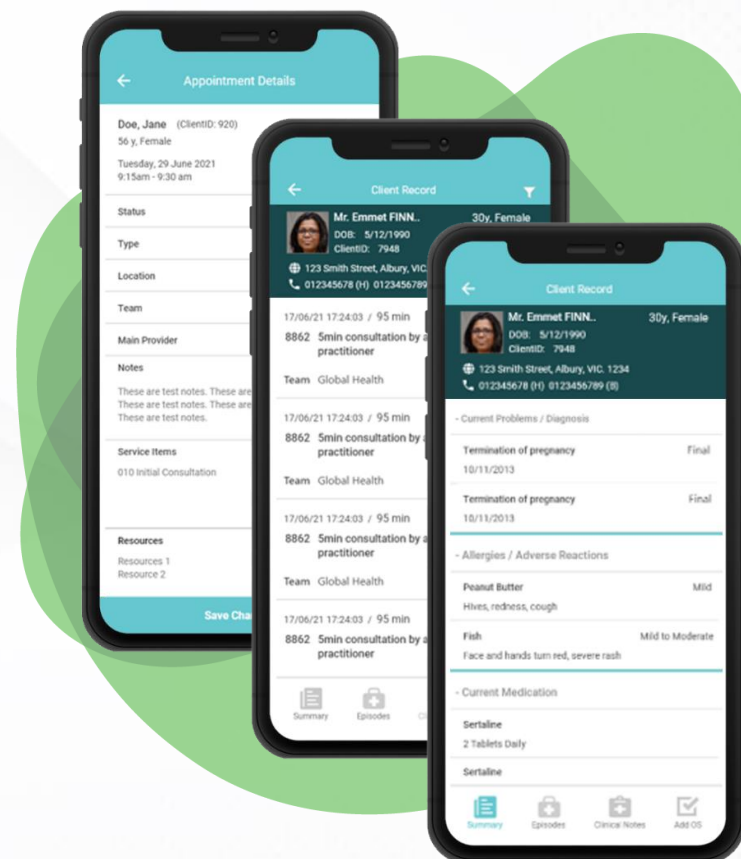 Appointment Details
Doe, Jane (ClientID: 920)
56 y, Female
Tuesday, 29 June 2021
9:15am - 9:30 am
Status
Type
Location
Team
Main Provider
Notes
These are test notes. These are
These are test notes. These are
These are test notes.
Service Items
010 Initial Consultation
Resources
Resources 1
Resource 2
Save Cha
Client Record
Mr. Emmet FINN.. 30y, Female
DOB: 5/12/1990
ClientID: 7948
123 Smith Street, Albury, VIC.
012345678 (H) 0123456789
17/06/21 17:24:03 / 95 min
8862 5min consultation by a
practitioner
Team Global Health
17/06/21 17:24:03 / 95 min
8862 5min consultation by a
practitioner
Team Global Health
17/06/21 17:24:03 / 95 min
8862 5min consultation by a
practitioner
Team Global Health
17/06/21 17:24:03 / 95 min
8862 5min consultation by a
practitioner
Summary Episodes
Client Record
Mr. Emmet FINN.. 30y, Female
DOB: 5/12/1990
ClientID: 7948
123 Smith Street, Albury, VIC. 1234
012345678 (H) 0123456789 (B)
- Current Problems / Diagnosis
Termination of pregnancy Final
10/11/2013
Termination of pregnancy Final
10/11/2013
- Allergies / Adverse Reactions
Peanut Butter Mild
Hives, redness, cough
Fish Mild to Moderate
Face and hands turn red, severe rash
- Current Medication
Sertaline
2 Tablets Daily
Sertaline
Summary Episodes Clinical Notes Add OS